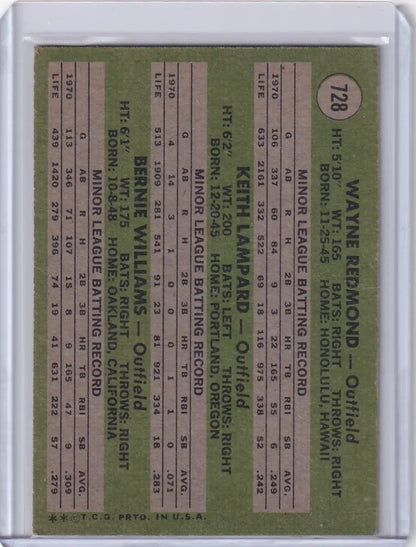 728
WAYNE REDMOND — Outfield
HT: 5'10" WT: 165 BATS: RIGHT THROWS: RIGHT
BORN: 11-25-45 HOME: HONOLULU, HAWAII
MINOR LEAGUE BATTING RECORD
G AB R H 2B 3B HR TB RBI SB AVG.
1970 106 337 60 84 9 3 22 165 55 6 .249
LIFE 633 2161 332 522 69 18 116 975 338 52 .242
KEITH LAMPARD — Outfield
HT: 6'2" WT: 200 BATS: LEFT THROWS: RIGHT
BORN: 12-20-45 HOME: PORTLAND, OREGON
MINOR LEAGUE BATTING RECORD
G AB R H 2B 3B HR TB RBI SB AVG.
1970 4 14 3 1 0 0 0 1 1 0 .071
LIFE 513 1909 281 541 91 23 81 921 334 18 .283
BERNIE WILLIAMS — Outfield
HT: 6'1" WT: 175 BATS: RIGHT THROWS: RIGHT
BORN: 10-8-48 HOME: OAKLAND, CALIFORNIA
MINOR LEAGUE BATTING RECORD
G AB R H 2B 3B HR TB RBI SB AVG.
1970 113 346 71 107 15 8 9 165 47 9 .309
LIFE 439 1420 279 396 74 19 41 631 222 57 .279
**©T.C.G. PRTD. IN U.S.A.